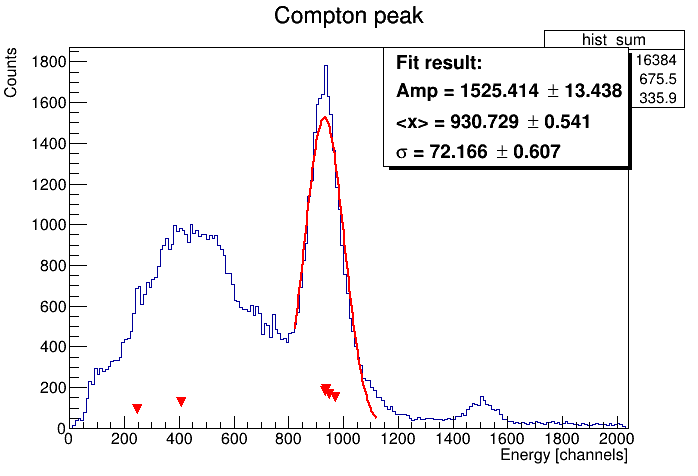 Compton peak
hist_sum
16384
675.5
335.9
Fit result:
Amp = 1525.414 ± 13.438
<x> = 930.729 ± 0.541
σ = 72.166 ± 0.607
Counts
1800
1600
1400
1200
1000
800
600
400
200
0
0 200 400 600 800 1000 1200 1400 1600 1800 2000
Energy [channels]